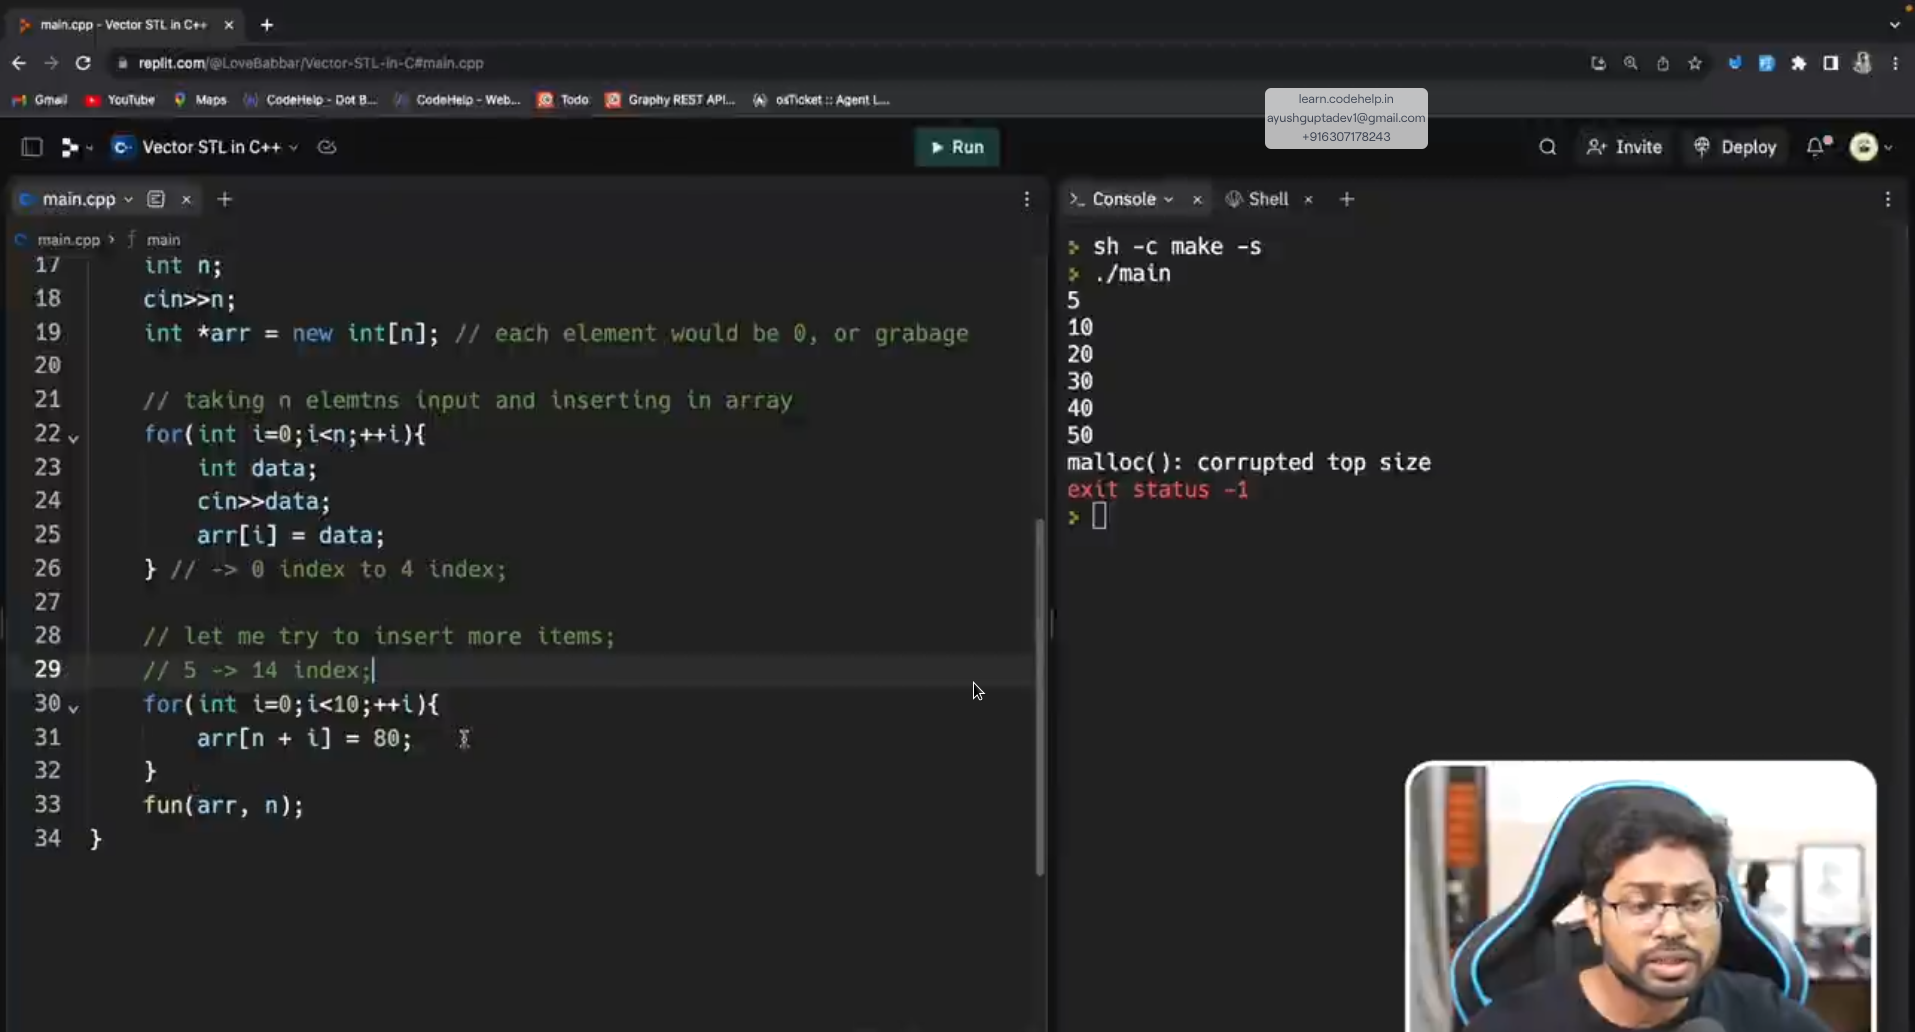 main.cpp - Vector STL in C++
replit.com/@LoveBabbar/Vector-STL-in-C#main.cpp
Gmail YouTube Maps CodeHelp - Dot B... CodeHelp - Web... Todo Graphy REST API... osTicket :: Agent L...
learn.codehelp.in
ayushguptadev1@gmail.com
+916307178243
Vector STL in C++ Run Invite Deploy
main.cpp
main.cpp > main
17 int n;
18 cin>>n;
19 int *arr = new int[n]; // each element would be 0, or grabage
20
21 // taking n elemtns input and inserting in array
22 for(int i=0;i<n;++i){
23 int data;
24 cin>>data;
25 arr[i] = data;
26 } // -> 0 index to 4 index;
27
28 // let me try to insert more items;
29 // 5 -> 14 index;
30 for(int i=0;i<10;++i){
31 arr[n + i] = 80;
32 }
33 fun(arr, n);
34 }
Console Shell
> sh -c make -s
> ./main
5
10
20
30
40
50
malloc(): corrupted top size
exit status -1
>